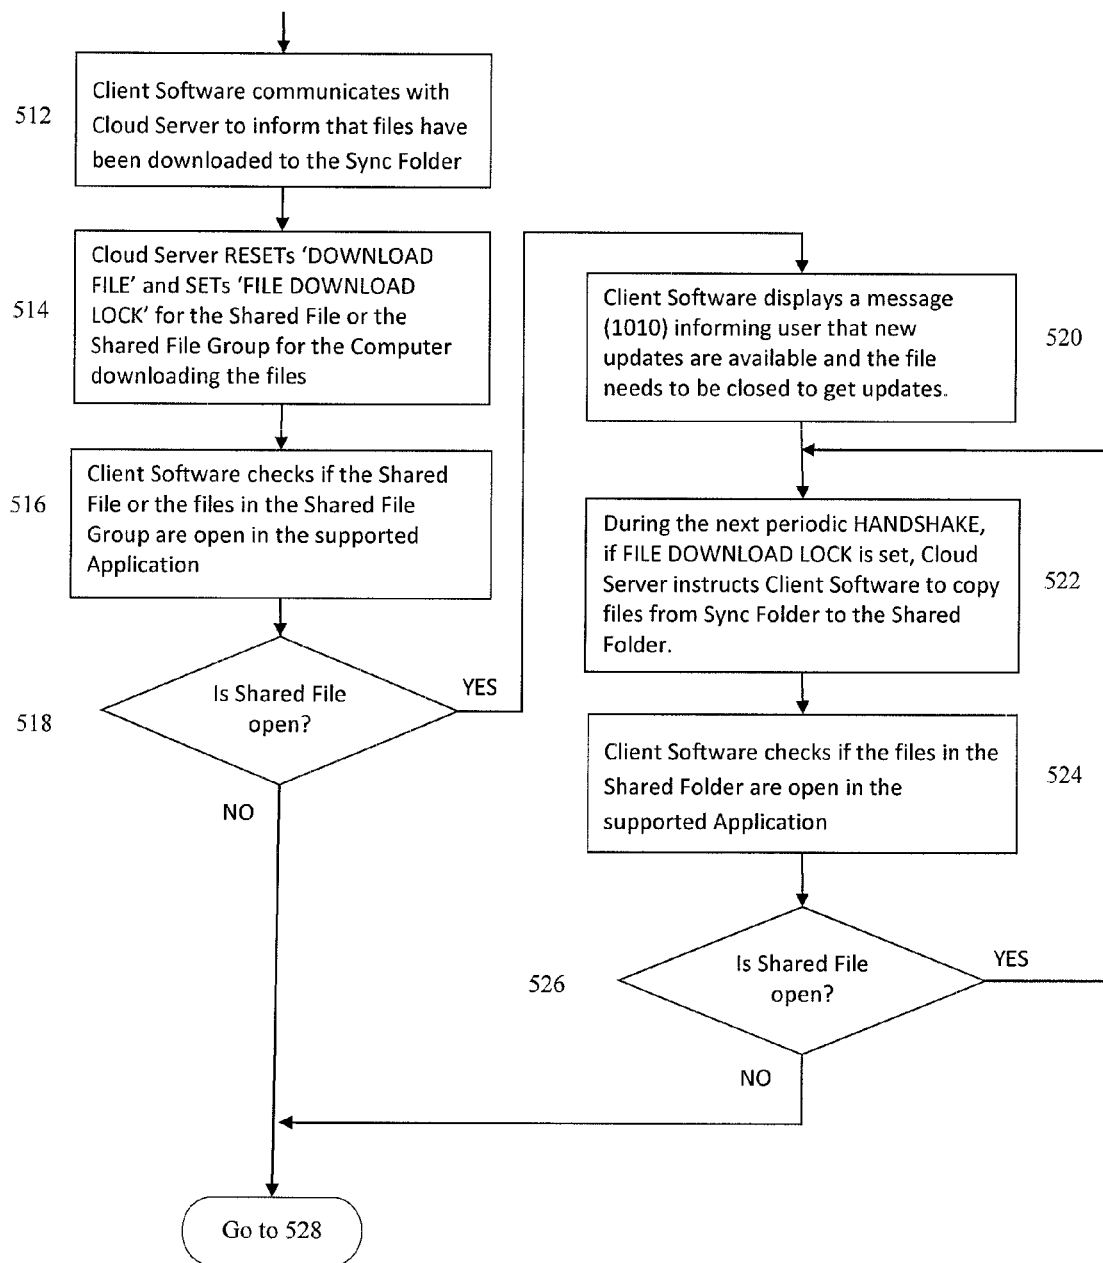 512
Client Software communicates with
Cloud Server to inform that files have
been downloaded to the Sync Folder
514
Cloud Server RESETs ‘DOWNLOAD
FILE’ and SETs ‘FILE DOWNLOAD
LOCK’ for the Shared File or the
Shared File Group for the Computer
downloading the files
516
Client Software checks if the Shared
File or the files in the Shared File
Group are open in the supported
Application
518
Is Shared File
open?
YES
NO
520
Client Software displays a message
(1010) informing user that new
updates are available and the file
needs to be closed to get updates.
522
During the next periodic HANDSHAKE,
if FILE DOWNLOAD LOCK is set, Cloud
Server instructs Client Software to copy
files from Sync Folder to the Shared
Folder.
524
Client Software checks if the files in the
Shared Folder are open in the
supported Application
526
Is Shared File
open?
YES
NO
Go to 528